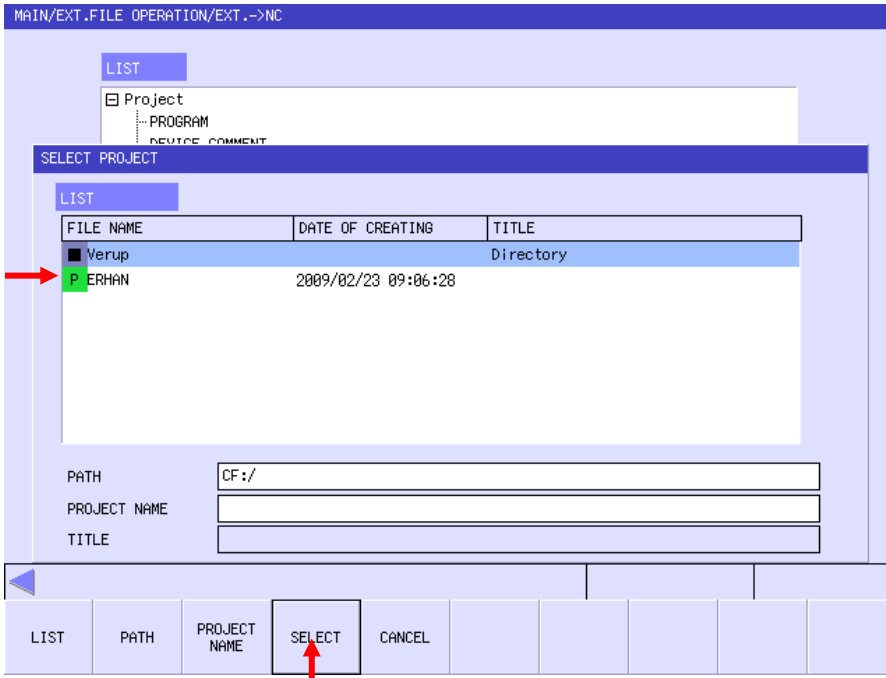 MAIN/EXT.FILE OPERATION/EXT.->NC
LIST
Project
PROGRAM
DEVICE COMMENT
SELECT PROJECT
LIST
FILE NAME DATE OF CREATING TITLE
Verup Directory
P ERHAN 2009/02/23 09:06:28
PATH CF:/
PROJECT NAME
TITLE
LIST PATH PROJECT NAME SELECT CANCEL